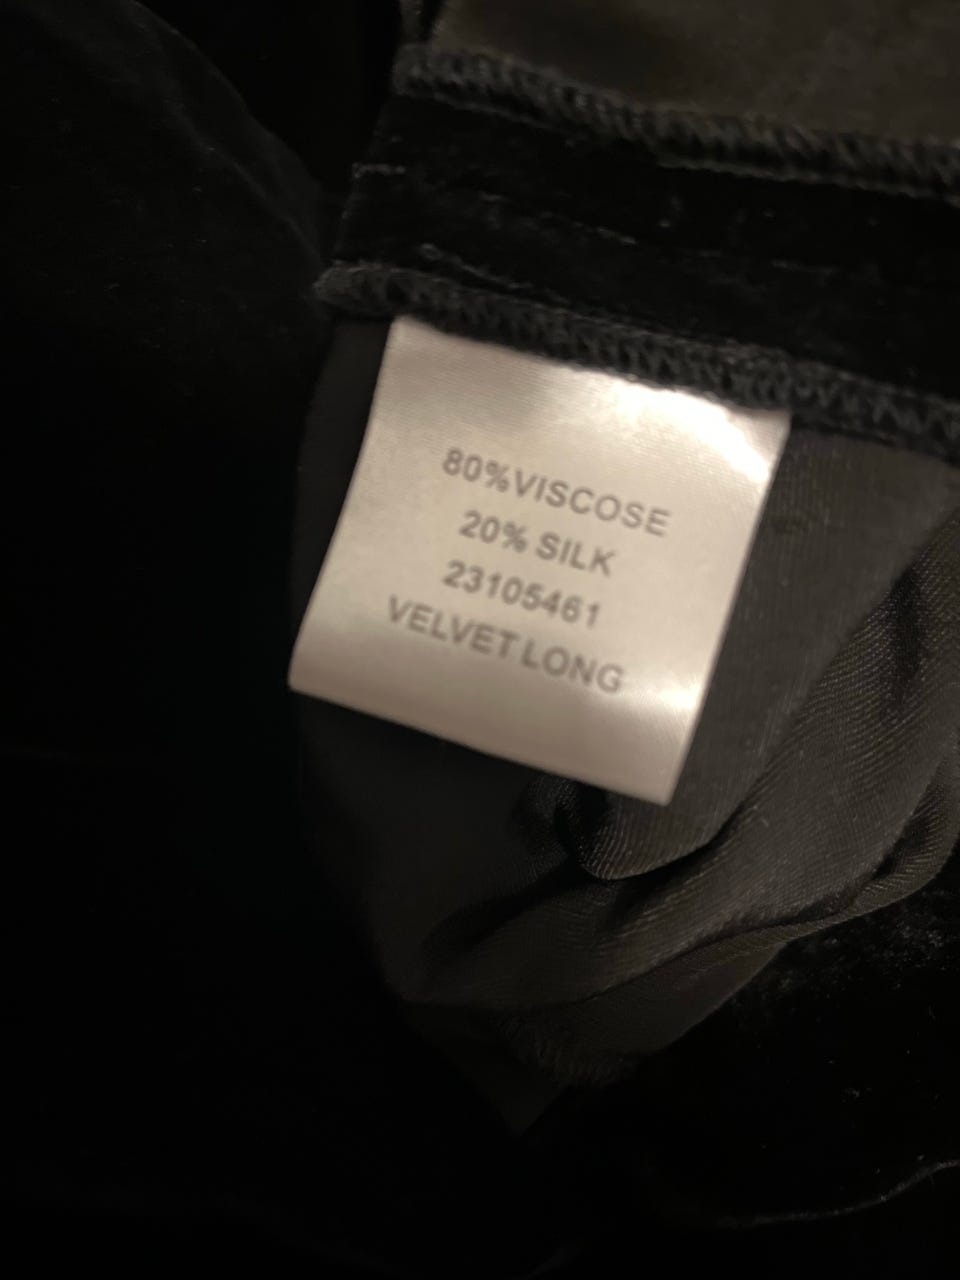 80%VISCOSE
20% SILK
23105461
VELVET LONG